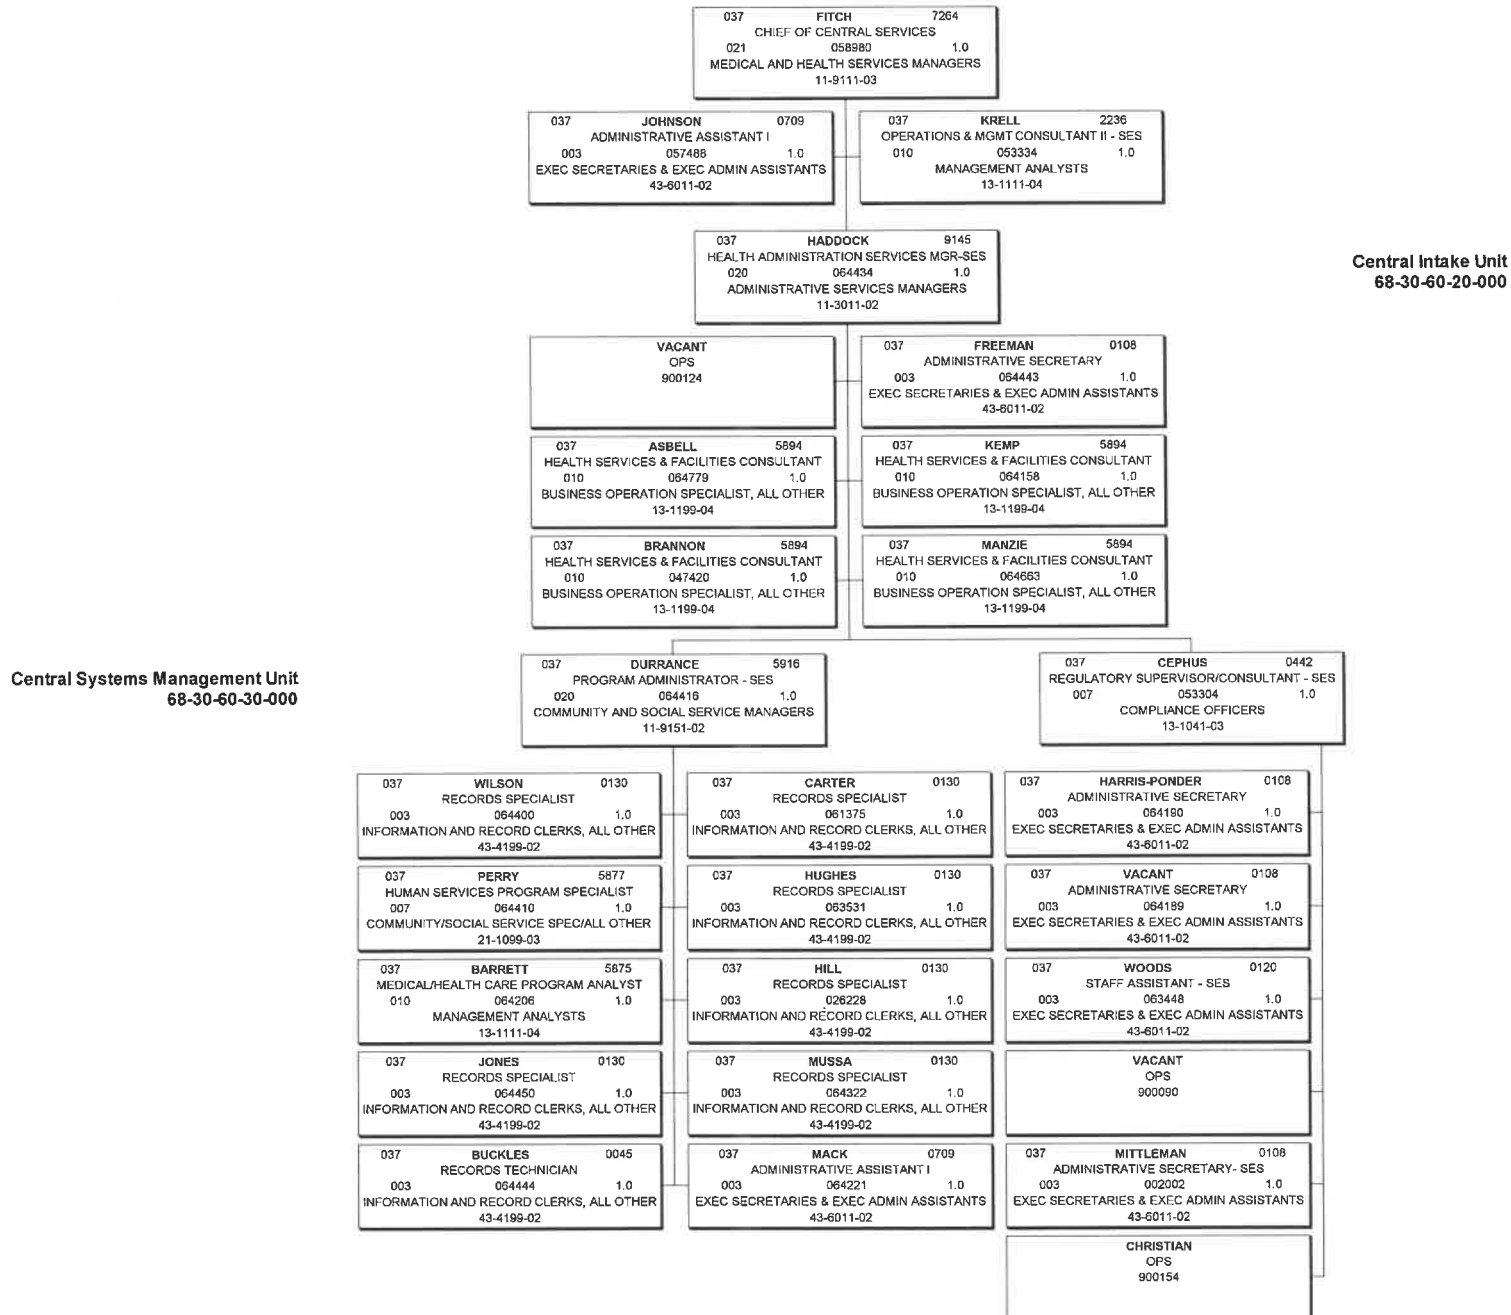 037 FITCH 7264
CHIEF OF CENTRAL SERVICES
021 058980 1.0
MEDICAL AND HEALTH SERVICES MANAGERS
11-9111-03
037 JOHNSON 0709
ADMINISTRATIVE ASSISTANT I
003 057488 1.0
EXEC SECRETARIES & EXEC ADMIN ASSISTANTS
43-6011-02
037 KRELL 2236
OPERATIONS & MGMT CONSULTANT II - SES
010 053334 1.0
MANAGEMENT ANALYSTS
13-1111-04
037 HADDOCK 9145
HEALTH ADMINISTRATION SERVICES MGR-SES
020 064434 1.0
ADMINISTRATIVE SERVICES MANAGERS
11-3011-02
Central Intake Unit
68-30-60-20-000
VACANT
OPS
900124
037 FREEMAN 0108
ADMINISTRATIVE SECRETARY
003 064443 1.0
EXEC SECRETARIES & EXEC ADMIN ASSISTANTS
43-6011-02
037 ASBELL 5894
HEALTH SERVICES & FACILITIES CONSULTANT
010 064779 1.0
BUSINESS OPERATION SPECIALIST, ALL OTHER
13-1199-04
037 KEMP 5894
HEALTH SERVICES & FACILITIES CONSULTANT
010 064158 1.0
BUSINESS OPERATION SPECIALIST, ALL OTHER
13-1199-04
037 BRANNON 5894
HEALTH SERVICES & FACILITIES CONSULTANT
010 047420 1.0
BUSINESS OPERATION SPECIALIST, ALL OTHER
13-1199-04
037 MANZIE 5894
HEALTH SERVICES & FACILITIES CONSULTANT
010 064663 1.0
BUSINESS OPERATION SPECIALIST, ALL OTHER
13-1199-04
Central Systems Management Unit
68-30-60-30-000
037 DURRANCE 5916
PROGRAM ADMINISTRATOR - SES
020 064416 1.0
COMMUNITY AND SOCIAL SERVICE MANAGERS
11-9151-02
037 CEPHUS 0442
REGULATORY SUPERVISOR/CONSULTANT - SES
007 053304 1.0
COMPLIANCE OFFICERS
13-1041-03
037 WILSON 0130
RECORDS SPECIALIST
003 064400 1.0
INFORMATION AND RECORD CLERKS, ALL OTHER
43-4199-02
037 CARTER 0130
RECORDS SPECIALIST
003 061375 1.0
INFORMATION AND RECORD CLERKS, ALL OTHER
43-4199-02
037 HARRIS-PONDER 0108
ADMINISTRATIVE SECRETARY
003 064190 1.0
EXEC SECRETARIES & EXEC ADMIN ASSISTANTS
43-6011-02
037 PERRY 5877
HUMAN SERVICES PROGRAM SPECIALIST
007 064410 1.0
COMMUNITY/SOCIAL SERVICE SPEC/ALL OTHER
21-1099-03
037 HUGHES 0130
RECORDS SPECIALIST
003 063531 1.0
INFORMATION AND RECORD CLERKS, ALL OTHER
43-4199-02
037 VACANT 0108
ADMINISTRATIVE SECRETARY
003 064189 1.0
EXEC SECRETARIES & EXEC ADMIN ASSISTANTS
43-6011-02
037 BARRETT 5875
MEDICAL/HEALTH CARE PROGRAM ANALYST
010 064206 1.0
MANAGEMENT ANALYSTS
13-1111-04
037 HILL 0130
RECORDS SPECIALIST
003 026228 1.0
INFORMATION AND RECORD CLERKS, ALL OTHER
43-4199-02
037 WOODS 0120
STAFF ASSISTANT - SES
003 063448 1.0
EXEC SECRETARIES & EXEC ADMIN ASSISTANTS
43-6011-02
037 JONES 0130
RECORDS SPECIALIST
003 064450 1.0
INFORMATION AND RECORD CLERKS, ALL OTHER
43-4199-02
037 MUSSA 0130
RECORDS SPECIALIST
003 064322 1.0
INFORMATION AND RECORD CLERKS, ALL OTHER
43-4199-02
VACANT
OPS
900090
037 BUCKLES 0045
RECORDS TECHNICIAN
003 064444 1.0
INFORMATION AND RECORD CLERKS, ALL OTHER
43-4199-02
037 MACK 0709
ADMINISTRATIVE ASSISTANT I
003 064221 1.0
EXEC SECRETARIES & EXEC ADMIN ASSISTANTS
43-6011-02
037 MITTLEMAN 0108
ADMINISTRATIVE SECRETARY- SES
003 002002 1.0
EXEC SECRETARIES & EXEC ADMIN ASSISTANTS
43-6011-02
CHRISTIAN
OPS
900154